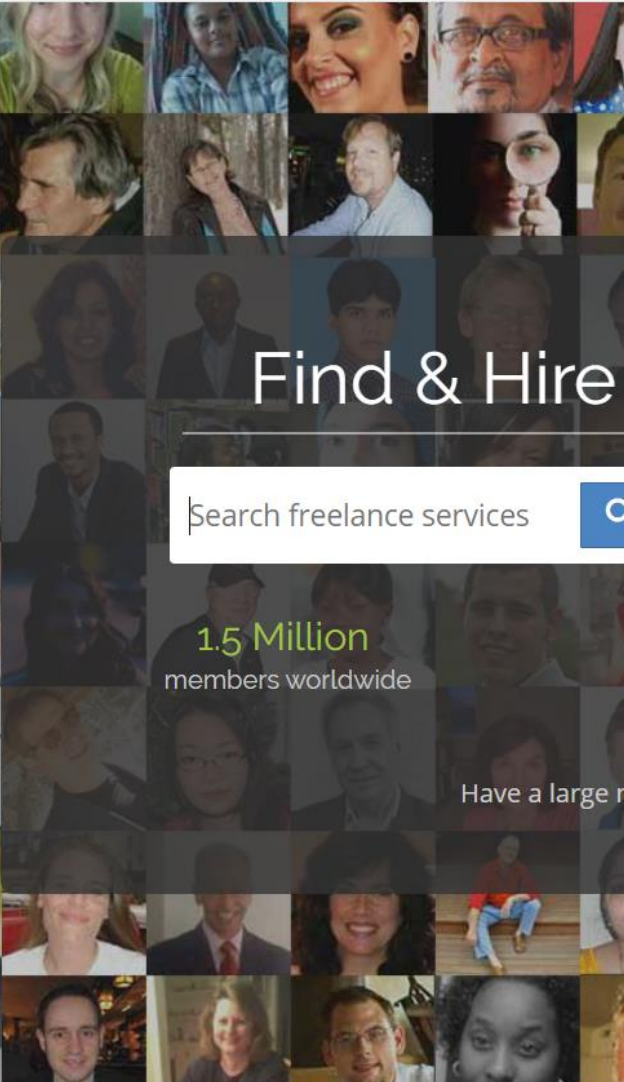 Find & Hire
Search freelance services
1.5 Million
members worldwide
Have a large